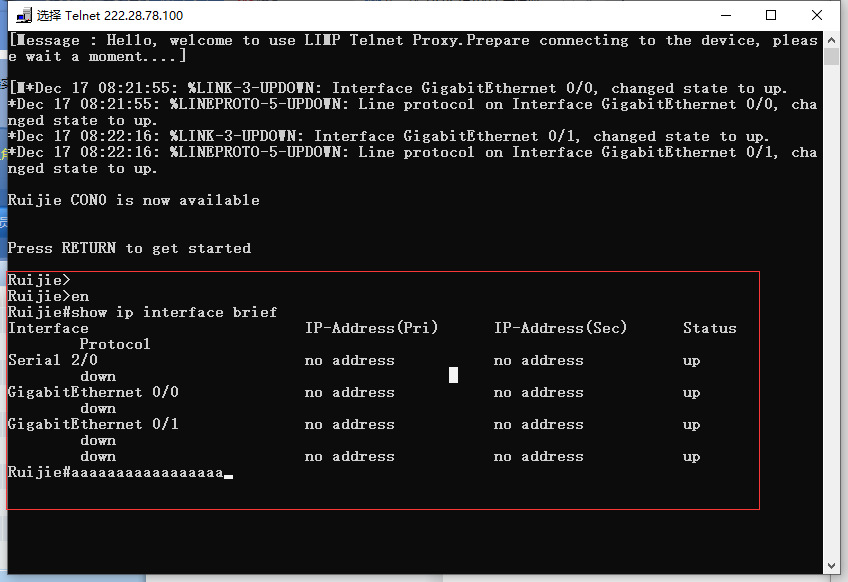 选择 Telnet 222.28.78.100
[Message : Hello, welcome to use LIMP Telnet Proxy.Prepare connecting to the device, pleas
e wait a moment....]
[M*Dec 17 08:21:55: %LINK-3-UPDOWN: Interface GigabitEthernet 0/0, changed state to up.
*Dec 17 08:21:55: %LINEPROTO-5-UPDOWN: Line protocol on Interface GigabitEthernet 0/0, cha
nged state to up.
*Dec 17 08:22:16: %LINK-3-UPDOWN: Interface GigabitEthernet 0/1, changed state to up.
*Dec 17 08:22:16: %LINEPROTO-5-UPDOWN: Line protocol on Interface GigabitEthernet 0/1, cha
nged state to up.
Ruijie CON0 is now available
Press RETURN to get started
Ruijie>
Ruijie>en
Ruijie#show ip interface brief
Interface IP-Address(Pri) IP-Address(Sec) Status
Protocol
Serial 2/0 no address no address up
down
GigabitEthernet 0/0 no address no address up
down
GigabitEthernet 0/1 no address no address up
down
down no address no address up
Ruijie#aaaaaaaaaaaaaaaaa